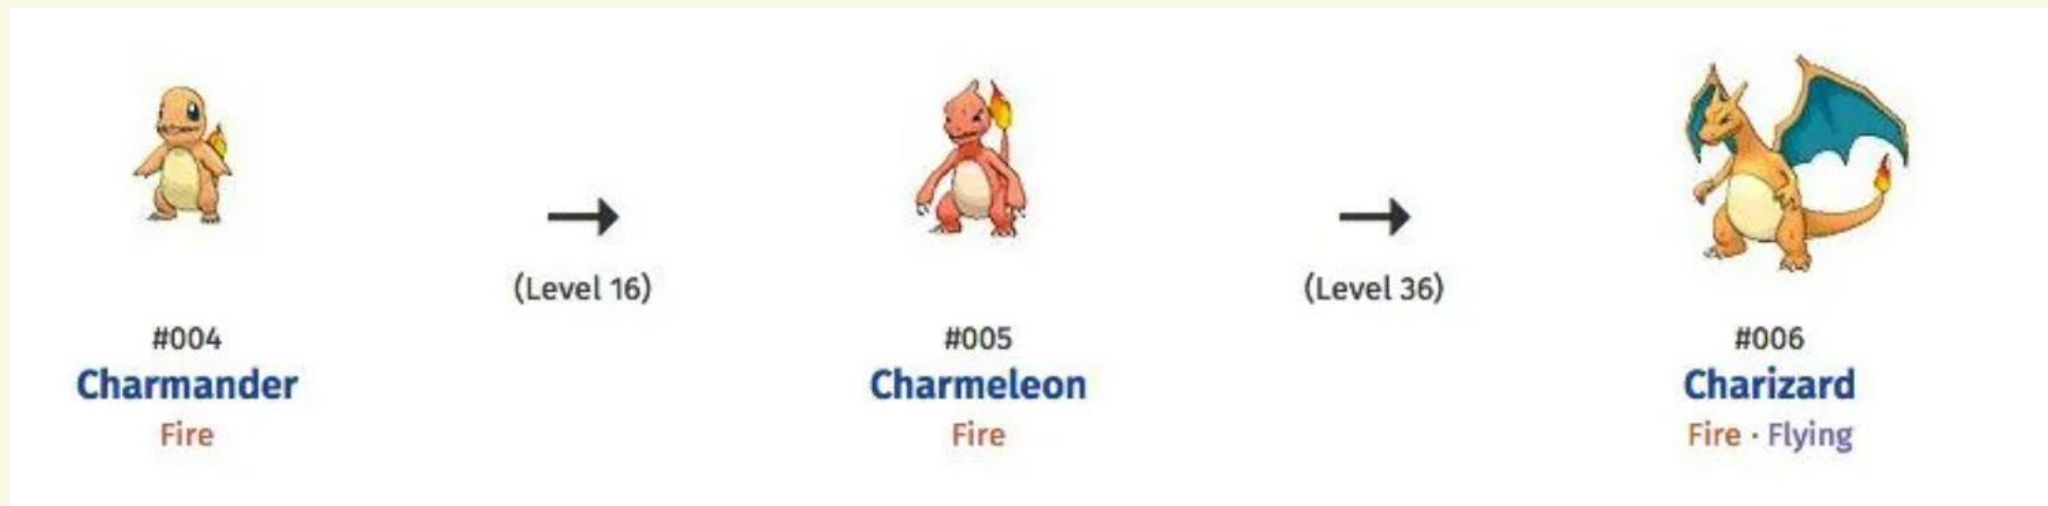 (Level 16)
(Level 36)
#004
#005
#006
Charmander
Charmeleon
Charizard
Fire
Fire
Fire · Flying